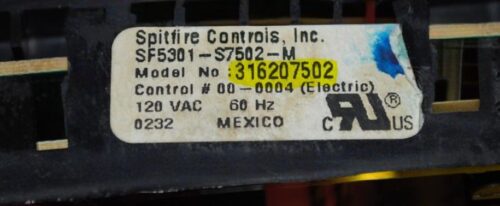 Spitfire Controls, Inc.
SF5301-S7502-M
Model No :316207502
Control # 00-0004 (Electric)
120 VAC 60 Hz
0232 MEXICO C RU ® US